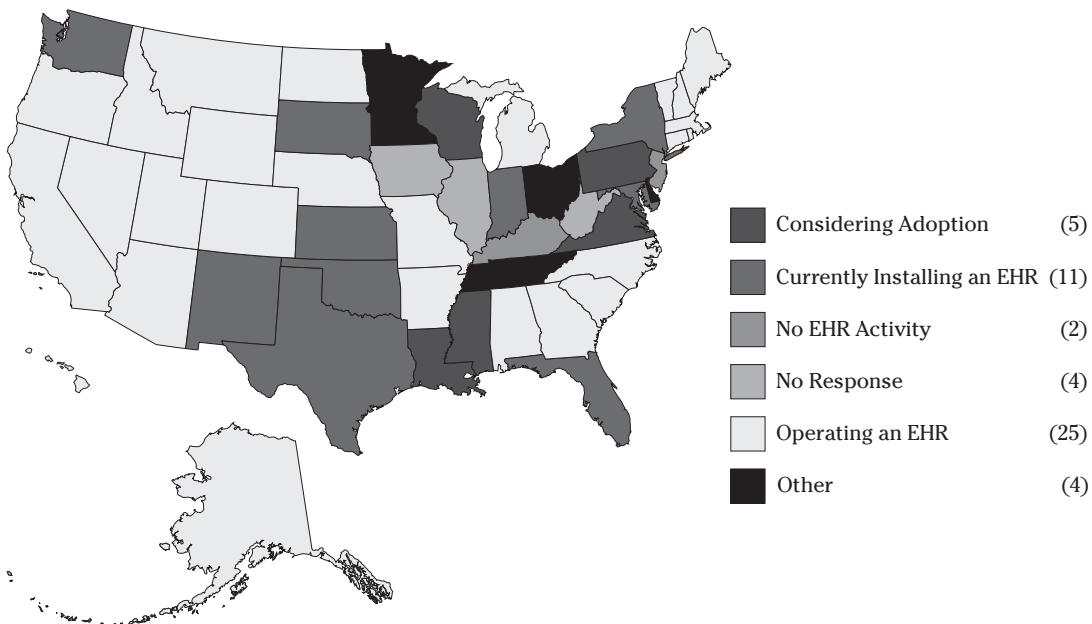 Considering Adoption (5)
Currently Installing an EHR (11)
No EHR Activity (2)
No Response (4)
Operating an EHR (25)
Other (4)